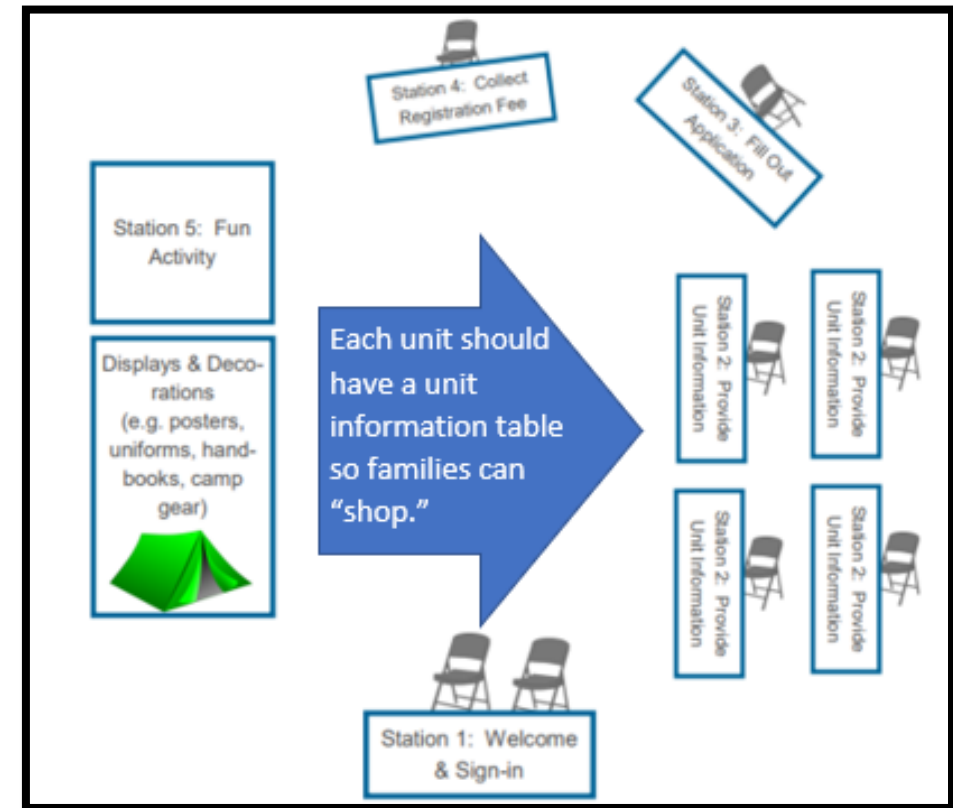 Station 4: Collect
Registration Fee
Station 3: Fill Out
Application
Station 5: Fun
Activity
Displays & Deco-
rations
(e.g. posters,
uniforms, hand-
books, camp
gear)
Each unit should
have a unit
information table
so families can
“shop.”
Station 2: Provide
Unit Information
Station 2: Provide
Unit Information
Station 2: Provide
Unit Information
Station 2: Provide
Unit Information
Station 1: Welcome
& Sign-in